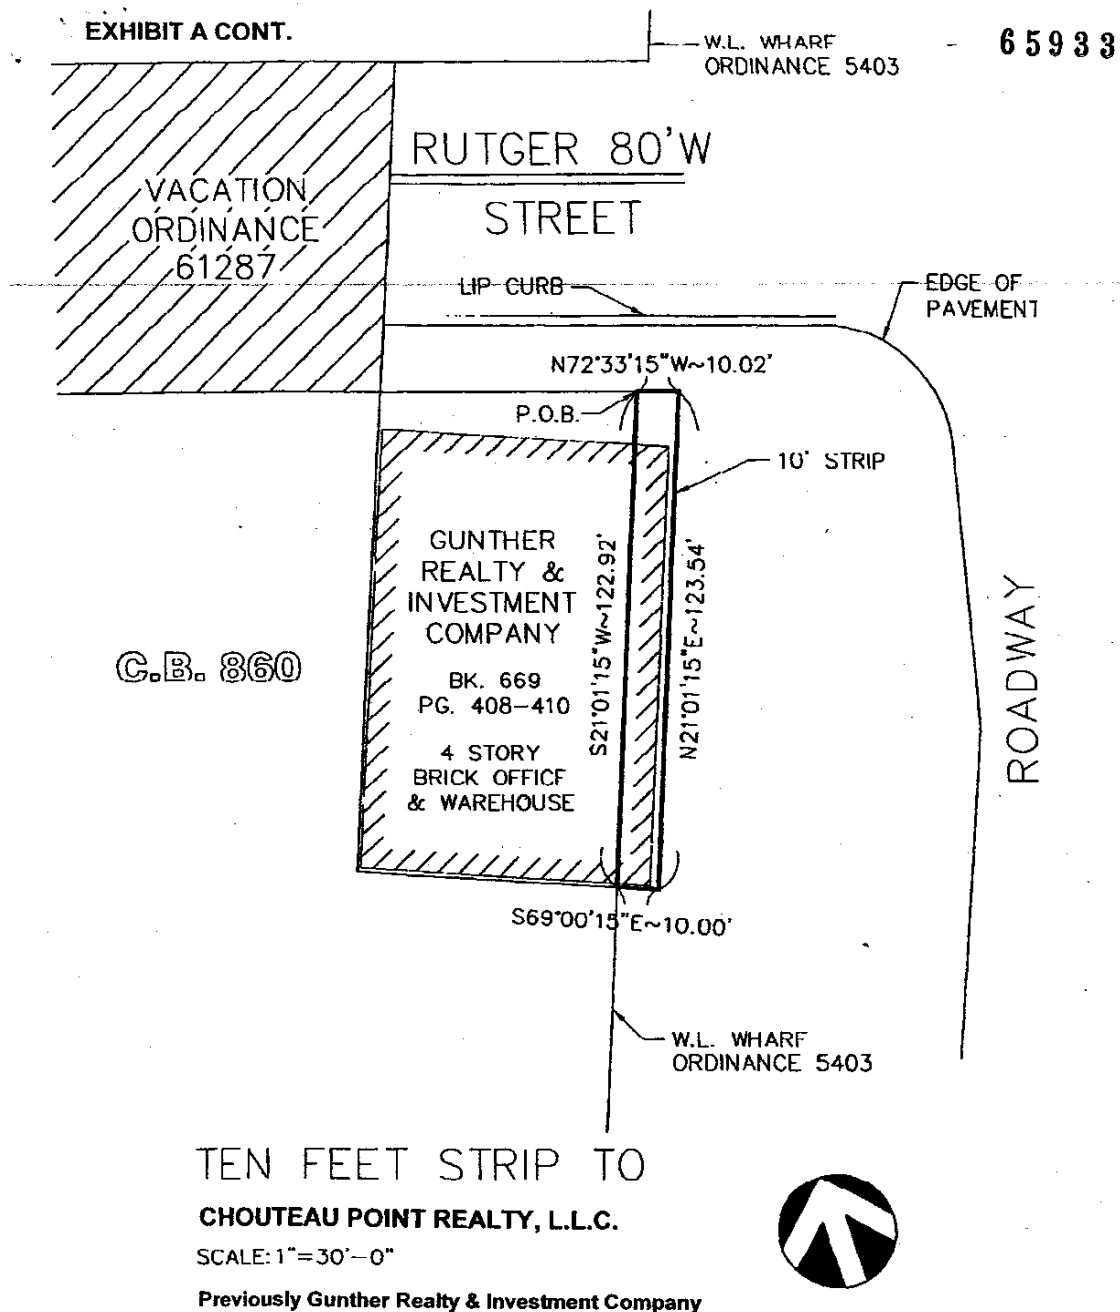 EXHIBIT A CONT.
65933
W.L. WHARF
ORDINANCE 5403
RUTGER 80'W
STREET
VACATION
ORDINANCE
61287
LIP CURB
EDGE OF
PAVEMENT
N72°33'15"W~10.02'
P.O.B.
10' STRIP
GUNTHER
REALTY &
INVESTMENT
COMPANY
BK. 669
PG. 408-410
4 STORY
BRICK OFFICE
& WAREHOUSE
S21°01'15"W~122.92'
N21°01'15"E~123.54'
C.B. 860
ROADWAY
S69°00'15"E~10.00'
W.L. WHARF
ORDINANCE 5403
TEN FEET STRIP TO
CHOUTEAU POINT REALTY, L.L.C.
SCALE: 1"=30'-0"
Previously Gunther Realty & Investment Company